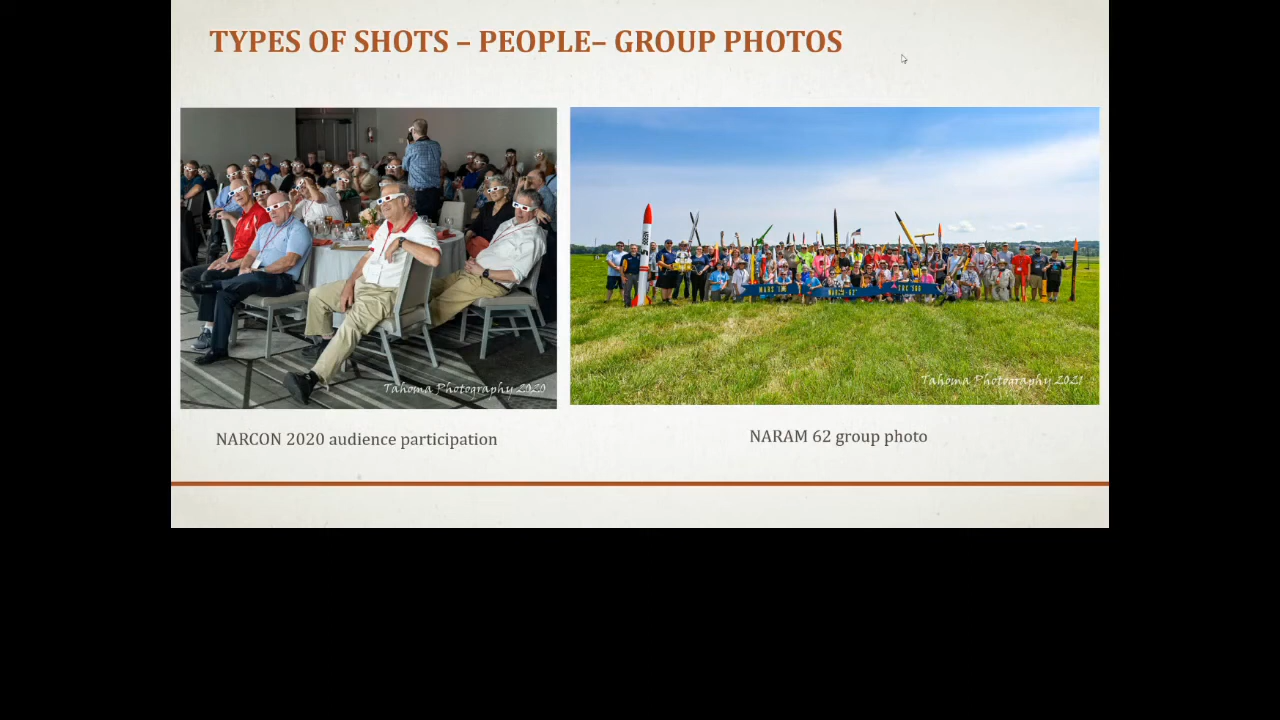 TYPES OF SHOTS – PEOPLE– GROUP PHOTOS
Tahoma Photography 2020
Tahoma Photography 2021
NARCON 2020 audience participation
NARAM 62 group photo